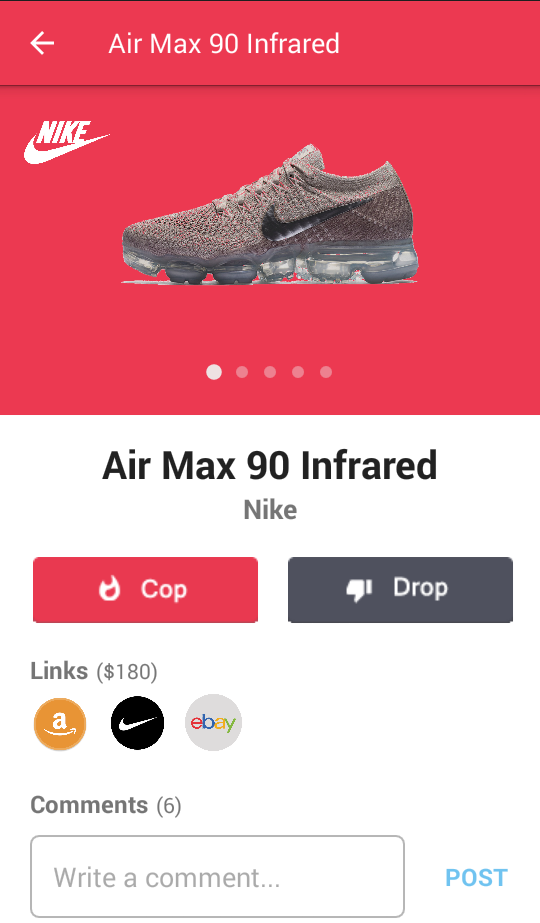 Air Max 90 Infrared
NIKE
Air Max 90 Infrared
Nike
Cop
Drop
Links ($180)
a
ebay
Comments (6)
Write a comment...
POST